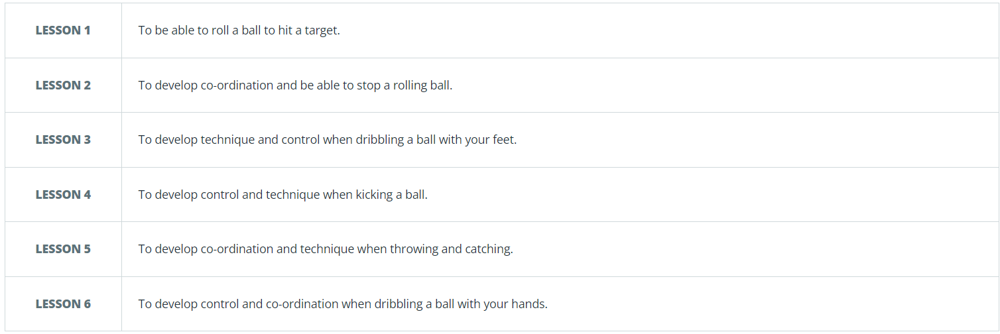 LESSON 1 To be able to roll a ball to hit a target.
LESSON 2 To develop co-ordination and be able to stop a rolling ball.
LESSON 3 To develop technique and control when dribbling a ball with your feet.
LESSON 4 To develop control and technique when kicking a ball.
LESSON 5 To develop co-ordination and technique when throwing and catching.
LESSON 6 To develop control and co-ordination when dribbling a ball with your hands.